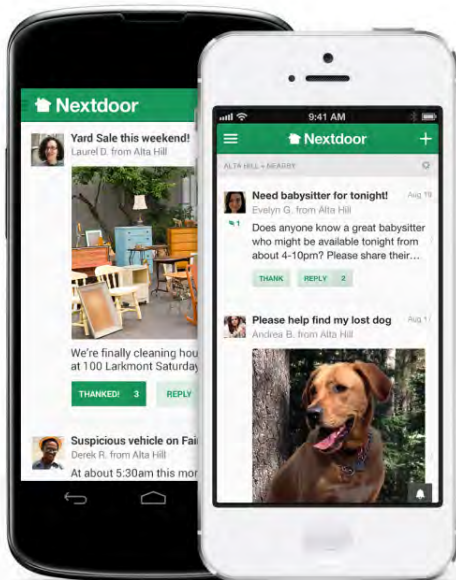 Nextdoor
Yard Sale this weekend!
Laurel D. from Alta Hill
We're finally cleaning hou
at 100 Larkmont Saturday
THANKED! 3 REPLY
Suspicious vehicle on Fai
Derek R. from Alta Hill
At about 5:30am this mor
9:41 AM
Nextdoor
ALTA HILL + NEARBY
Need babysitter for tonight! Aug 19
Evelyn G. from Alta Hill
1
Does anyone know a great babysitter
who might be available tonight from
about 4-10pm? Please share their...
THANK REPLY 2
Please help find my lost dog Aug 1
Andrea B. from Alta Hill